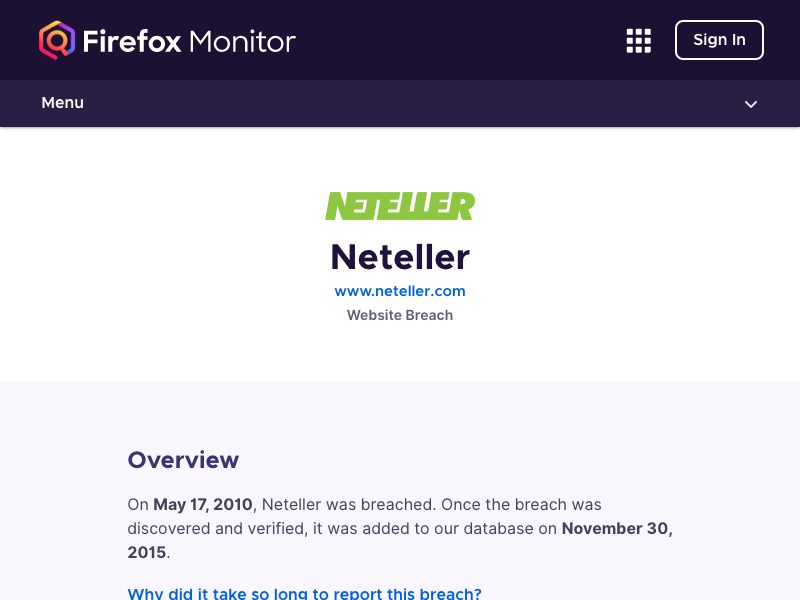 Firefox Monitor
Sign In
Menu
NETELLER
Neteller
www.neteller.com
Website Breach
Overview
On May 17, 2010, Neteller was breached. Once the breach was
discovered and verified, it was added to our database on November 30,
2015.
Why did it take so long to report this breach?